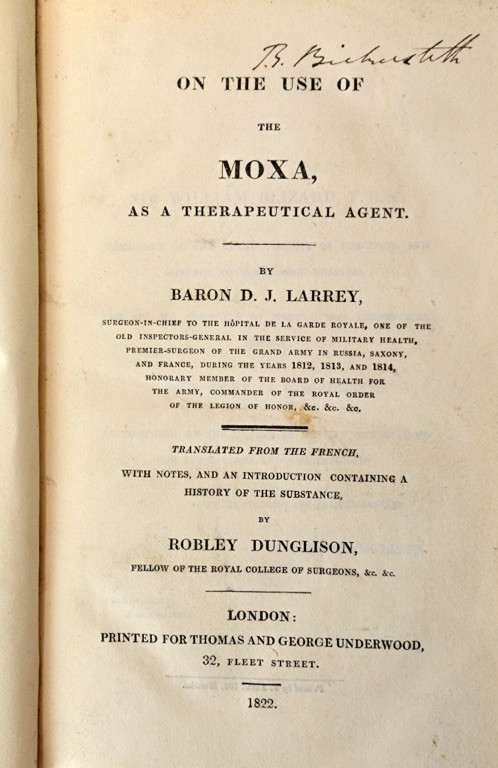 ON THE USE OF
THE
MOXA,
AS A THERAPEUTICAL AGENT.
BY
BARON D. J. LARREY,
SURGEON-IN-CHIEF TO THE HôPITAL DE LA GARDE ROYALE, ONE OF THE
OLD INSPECTORS-GENERAL IN THE SERVICE OF MILITARY HEALTH,
PREMIER-SURGEON OF THE GRAND ARMY IN RUSSIA, SAXONY,
AND FRANCE, DURING THE YEARS 1812, 1813, AND 1814,
HONORARY MEMBER OF THE BOARD OF HEALTH FOR
THE ARMY, COMMANDER OF THE ROYAL ORDER
OF THE LEGION OF HONOR, &c. &c. &c.
TRANSLATED FROM THE FRENCH,
WITH NOTES, AND AN INTRODUCTION CONTAINING A
HISTORY OF THE SUBSTANCE,
BY
ROBLEY DUNGLISON,
FELLOW OF THE ROYAL COLLEGE OF SURGEONS, &c. &c.
LONDON:
PRINTED FOR THOMAS AND GEORGE UNDERWOOD,
32, FLEET STREET.
1822.